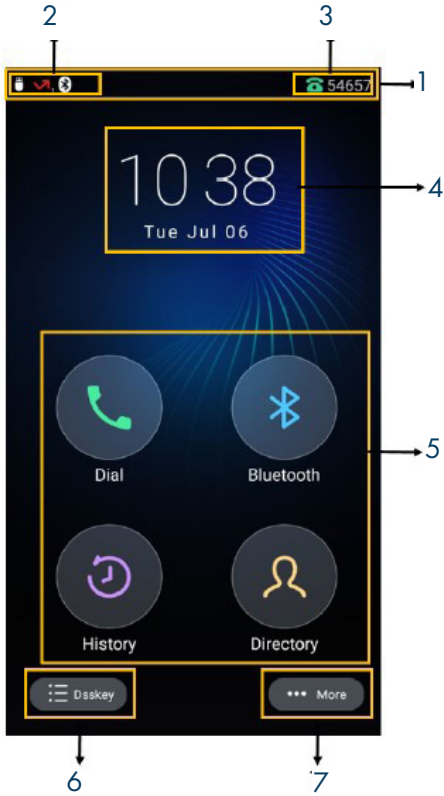 2
3
54657
1
10 38
4
Tue Jul 06
5
Dial
Bluetooth
History
Directory
Dsskey
More
6
7